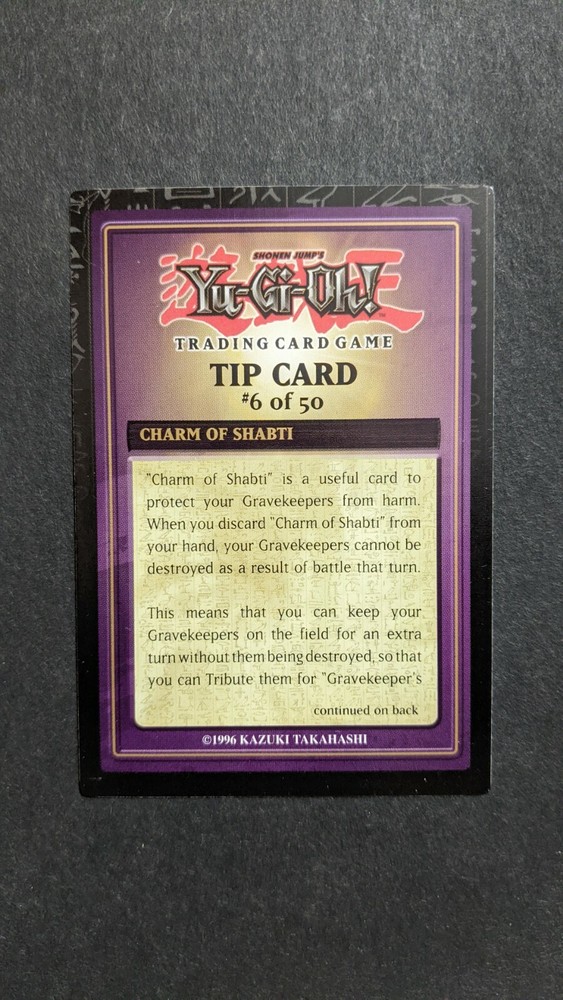 SHONEN JUMP'S
遊戯王
Yu-Gi-Oh!
TRADING CARD GAME
TIP CARD
#6 of 50
CHARM OF SHABTI
"Charm of Shabti" is a useful card to
protect your Gravekeepers from harm.
When you discard "Charm of Shabti" from
your hand, your Gravekeepers cannot be
destroyed as a result of battle that turn.
This means that you can keep your
Gravekeepers on the field for an extra
turn without them being destroyed, so that
you can Tribute them for "Gravekeeper's
continued on back
©1996 KAZUKI TAKAHASHI